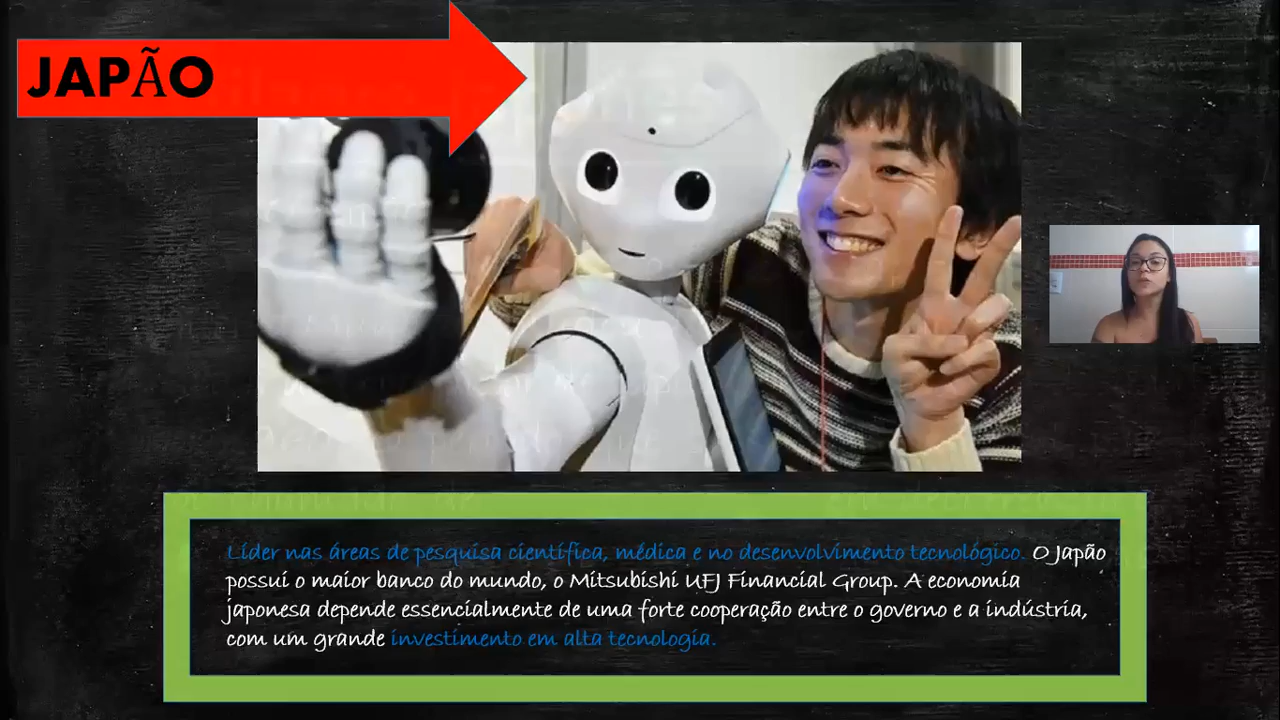 JAPÃO
Líder nas áreas de pesquisa científica, médica e no desenvolvimento tecnológico. O Japão
possui o maior banco do mundo, o Mitsubishi UFJ Financial Group. A economia
japonesa depende essencialmente de uma forte cooperação entre o governo e a indústria,
com um grande investimento em alta tecnologia.